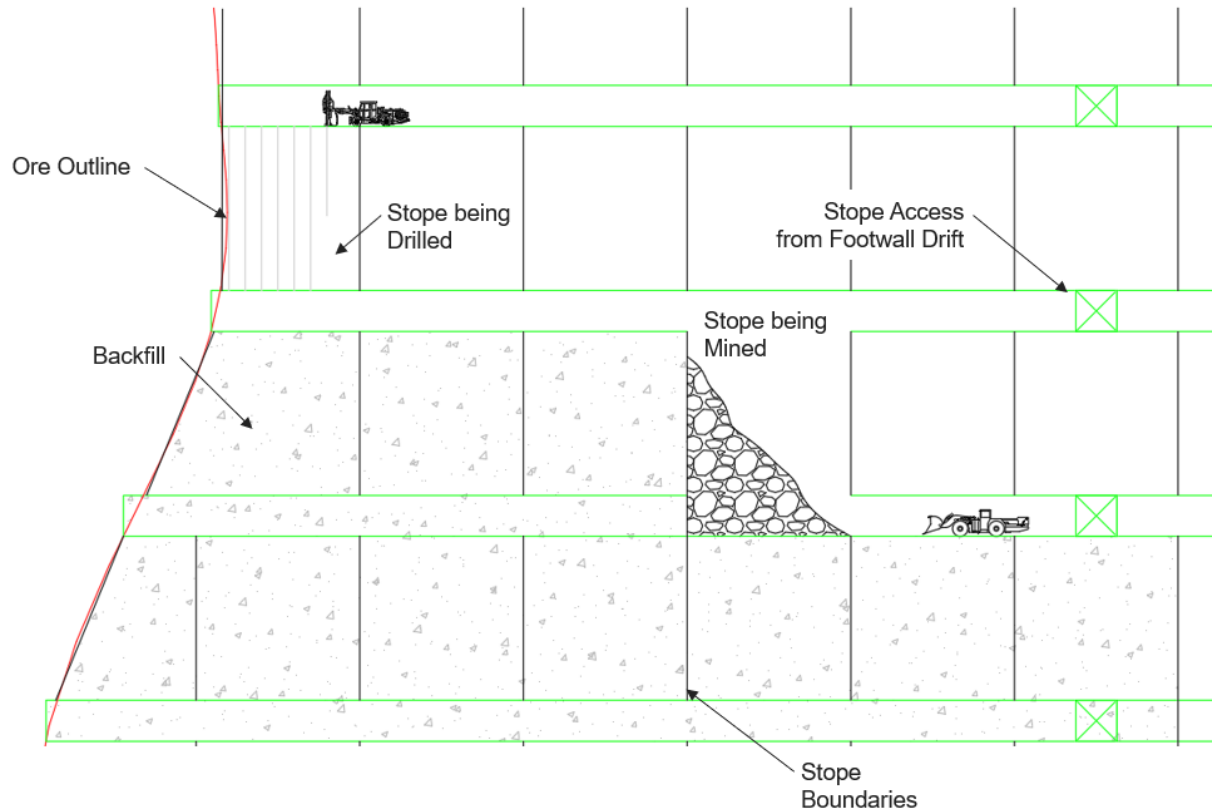 Ore Outline
Stope being
Drilled
Stope Access
from Footwall Drift
Stope being
Mined
Backfill
Stope
Boundaries